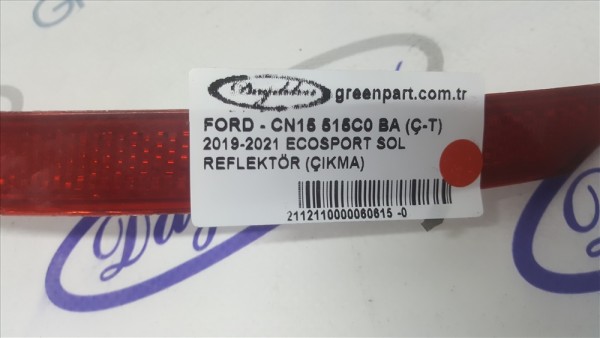 greenpart.com.tr
FORD - CN15 515C0 BA (Ç-T)
2019-2021 ECOSPORT SOL
REFLEKTÖR (ÇIKMA)
2112110000060615 -0